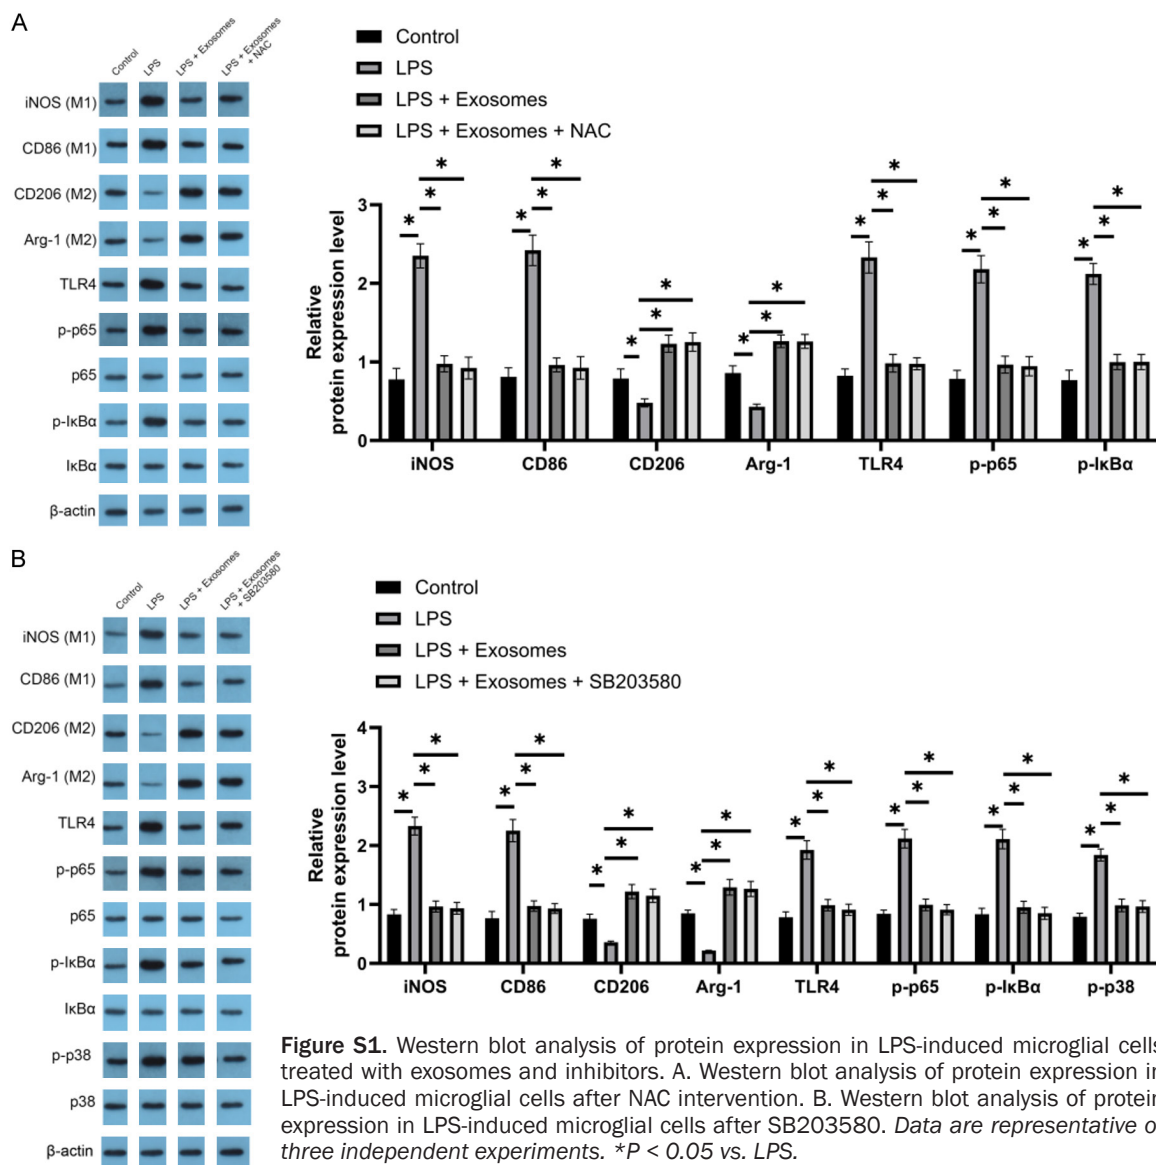 A
Control
LPS
LPS + Exosomes
LPS + Exosomes
+ NAC
iNOS (M1)
CD86 (M1)
CD206 (M2)
Arg-1 (M2)
TLR4
p-p65
p65
p-IκBα
IκBα
β-actin
Control
LPS
LPS + Exosomes
LPS + Exosomes + NAC
Relative
protein expression level
3
2
1
0
* * *
* * *
* * *
* * *
* * *
* * *
* * *
iNOS CD86 CD206 Arg-1 TLR4 p-p65 p-IκBα
B
Control
LPS
LPS + Exosomes
LPS + Exosomes
+ SB203580
iNOS (M1)
CD86 (M1)
CD206 (M2)
Arg-1 (M2)
TLR4
p-p65
p65
p-IκBα
IκBα
p-p38
p38
β-actin
Control
LPS
LPS + Exosomes
LPS + Exosomes + SB203580
Relative
protein expression level
4
3
2
1
0
* * *
* * *
* * *
* * *
* * *
* * *
* * *
* * *
iNOS CD86 CD206 Arg-1 TLR4 p-p65 p-IκBα p-p38
Figure S1. Western blot analysis of protein expression in LPS-induced microglial cells
treated with exosomes and inhibitors. A. Western blot analysis of protein expression in
LPS-induced microglial cells after NAC intervention. B. Western blot analysis of protein
expression in LPS-induced microglial cells after SB203580. Data are representative o
three independent experiments. *P < 0.05 vs. LPS.